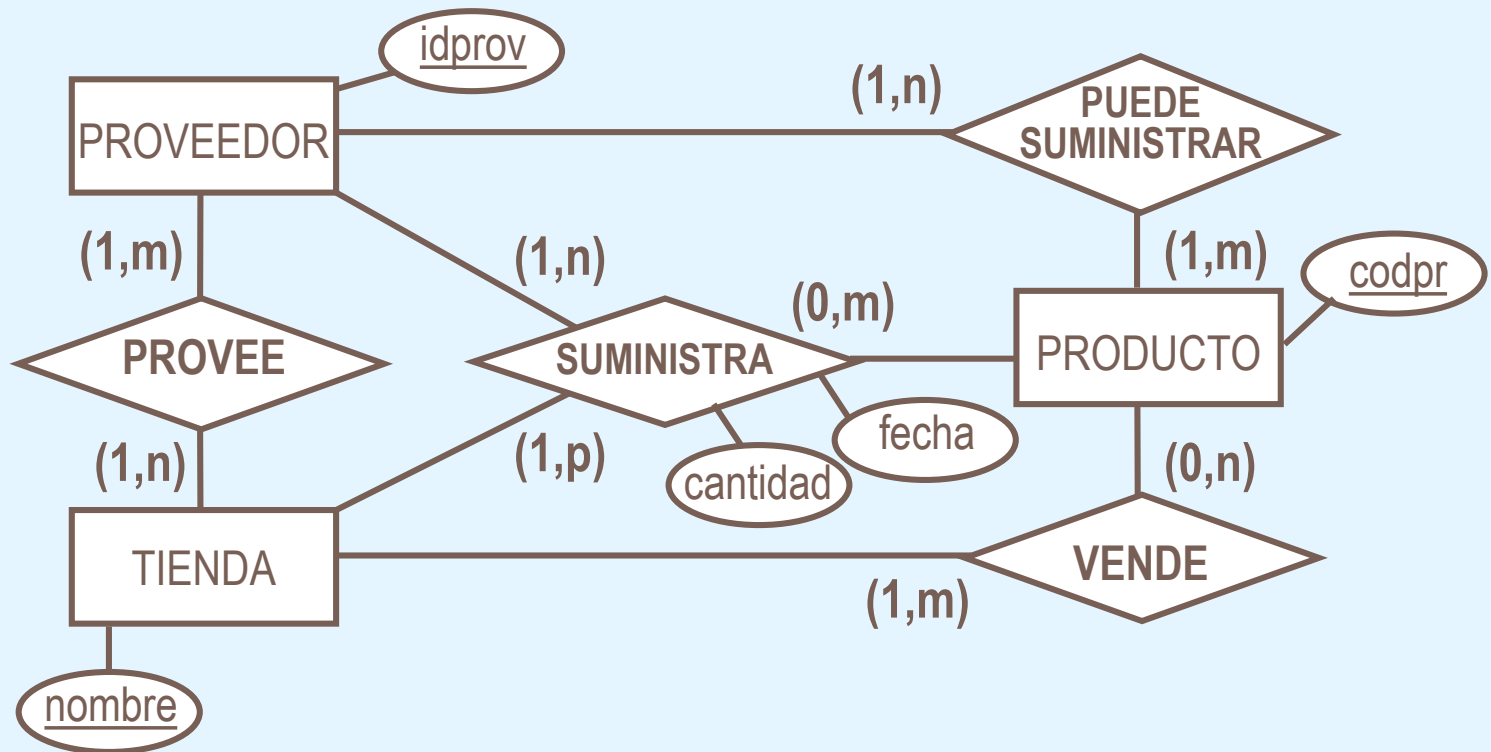 idprov
(1,n)
PUEDE
SUMINISTRAR
PROVEEDOR
(1,m)
(1,n)
(1,m)
codpr
(0,m)
PROVEE
SUMINISTRA
PRODUCTO
fecha
(1,n)
(1,p)
cantidad
(0,n)
TIENDA
VENDE
(1,m)
nombre